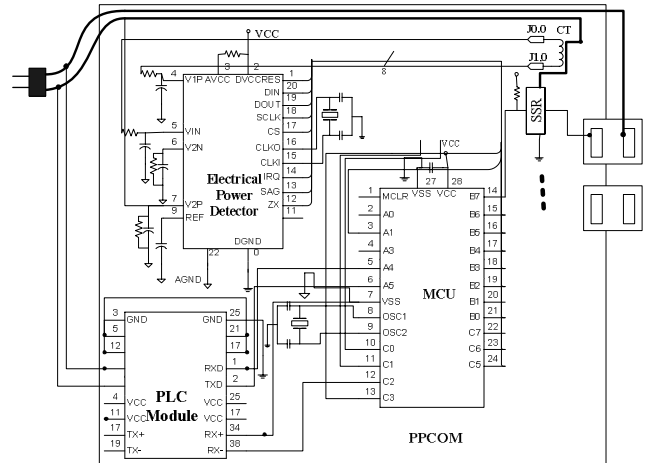 VCC
J0.0 CT
J1.0
8
SSR
3 2
4 V1P AVCC DVCC RES 1
DIN 20
DOUT 19
SCLK 18
5 VIN CS 17
6 V2N CLKO 16
CLKI 15
IRQ 14
SAG 13
7 V2P ZX 12
9 REF 11
Electrical
Power
Detector
DGND
22 0
AGND
VCC
27 28
VSS VCC
1 MCLR B7 14
2 A0 B6 15
3 A1 B5 16
4 A3 B4 17
5 A4 B3 18
6 A5 B2 19
7 VSS B1 20
8 OSC1 B0 21
9 OSC2 C7 22
10 C0 C6 23
11 C1 C5 24
12 C2
13 C3
MCU
3 GND GND 25
5 21
12 17
RXD 1
TXD 2
4 VCC VCC 25
11 VCC VCC 17
17 TX+ RX+ 34
19 TX- RX- 38
PLC
Module
PPCOM